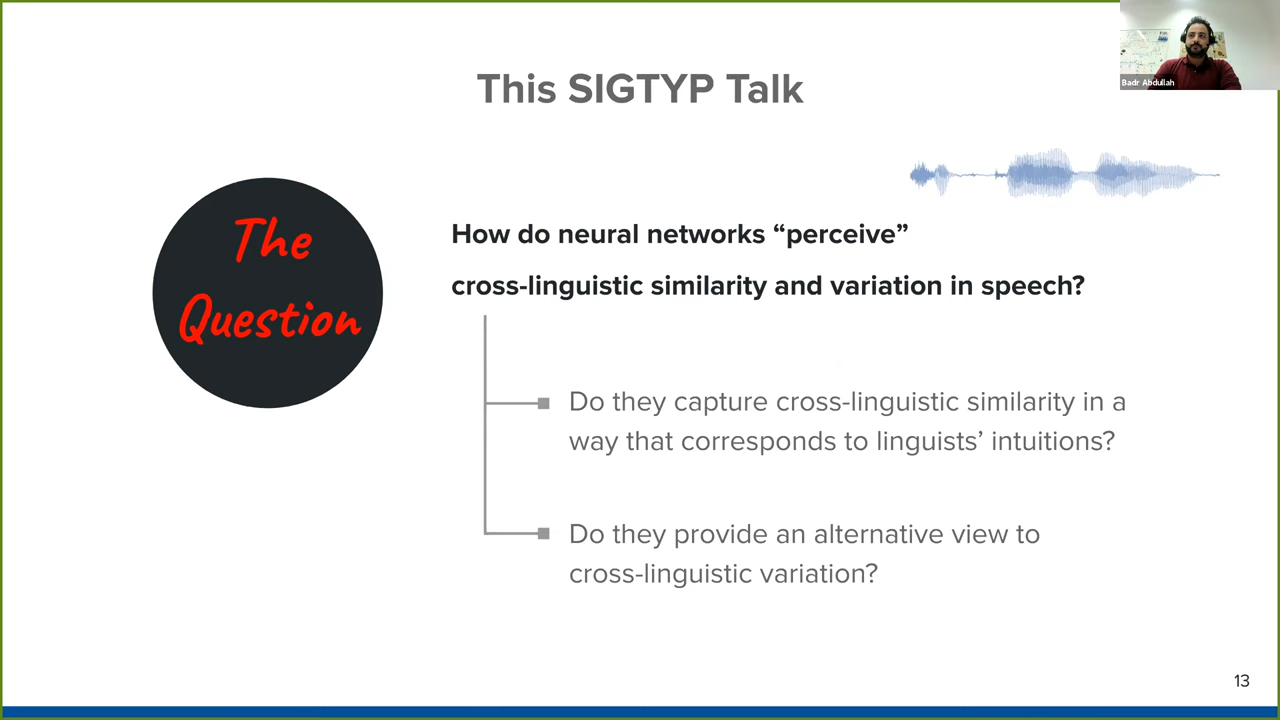 This SIGTYP Talk
Badr Abdullah
The
Question
How do neural networks “perceive”
cross-linguistic similarity and variation in speech?
Do they capture cross-linguistic similarity in a
way that corresponds to linguists’ intuitions?
Do they provide an alternative view to
cross-linguistic variation?
13